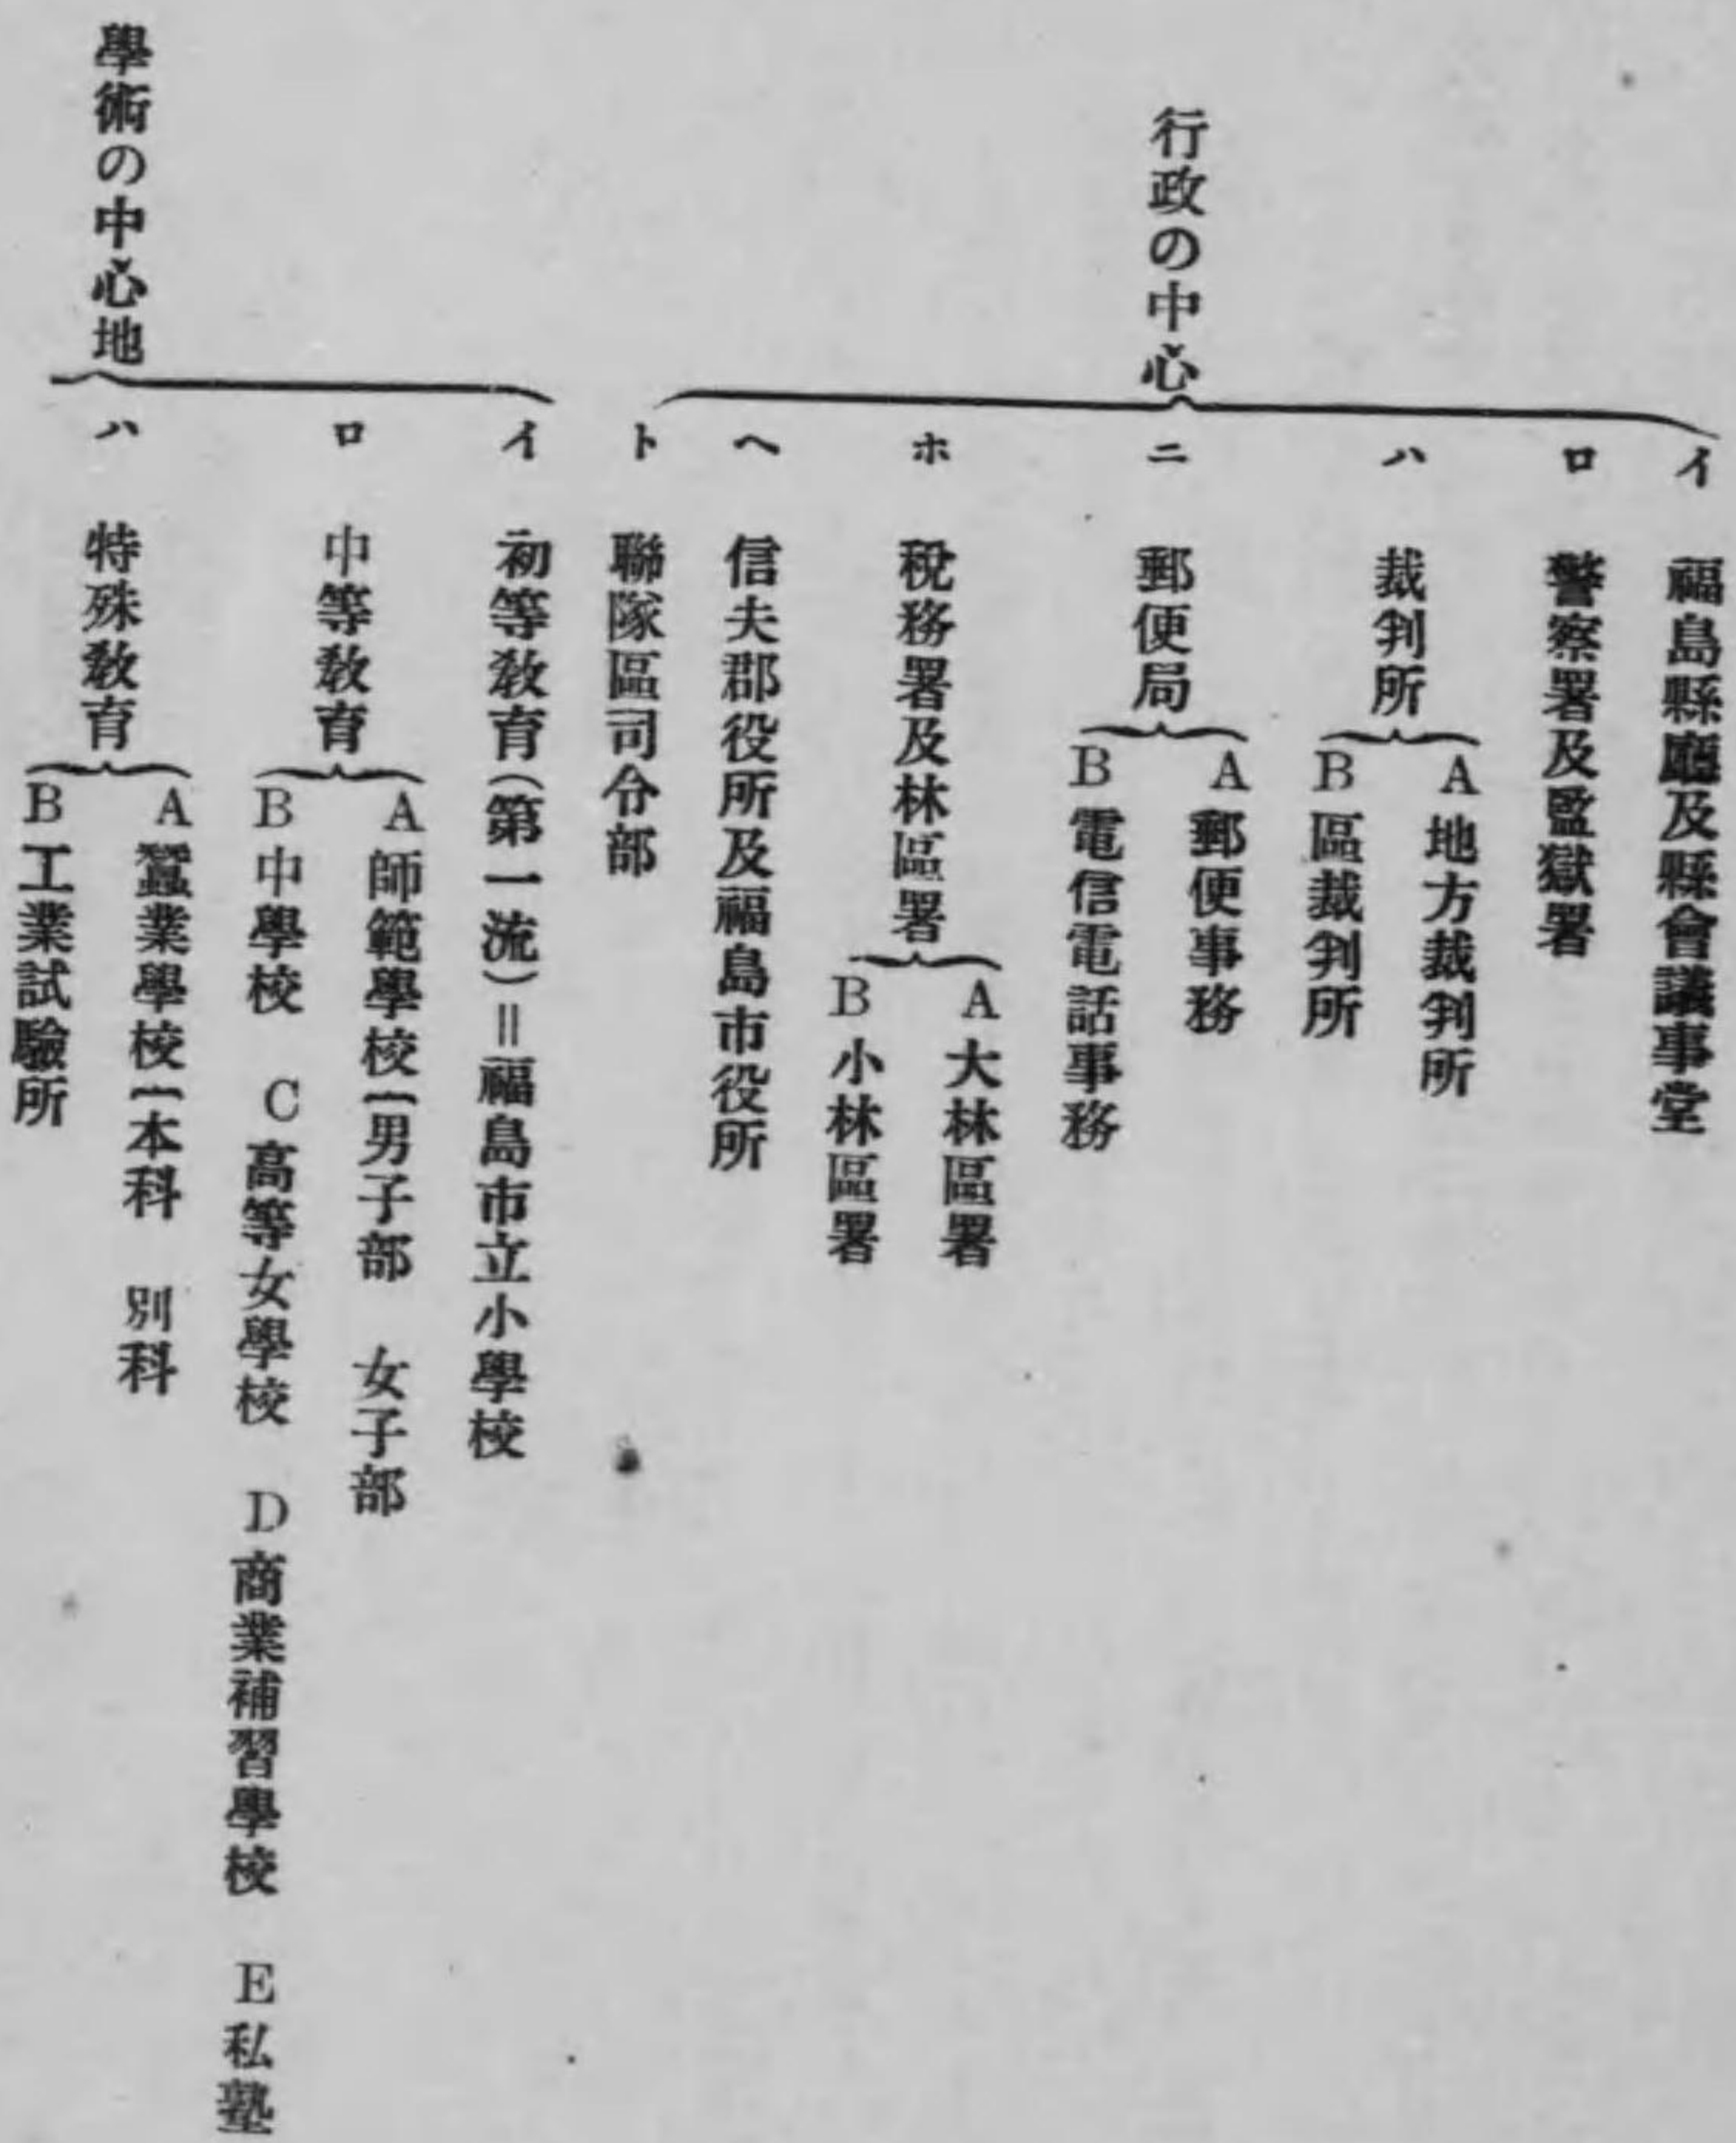 行政の中心
イ 福島縣廳及縣會議事堂
ロ 警察署及監獄署
ハ 裁判所
A 地方裁判所
B 區裁判所
ニ 郵便局
A 郵便事務
B 電信電話事務
ホ 稅務署及林區署
A 大林區署
B 小林區署
ヘ 信夫郡役所及福島市役所
ト 聯隊區司令部
學術の中心地
イ 初等敎育(第一流)=福島市立小學校
ロ 中等敎育
A 師範學校{男子部 女子部
B 中學校 C 高等女學校 D 商業補習學校 E 私塾
ハ 特殊敎育
A 蠶業學校{本科 別科
B 工業試驗所